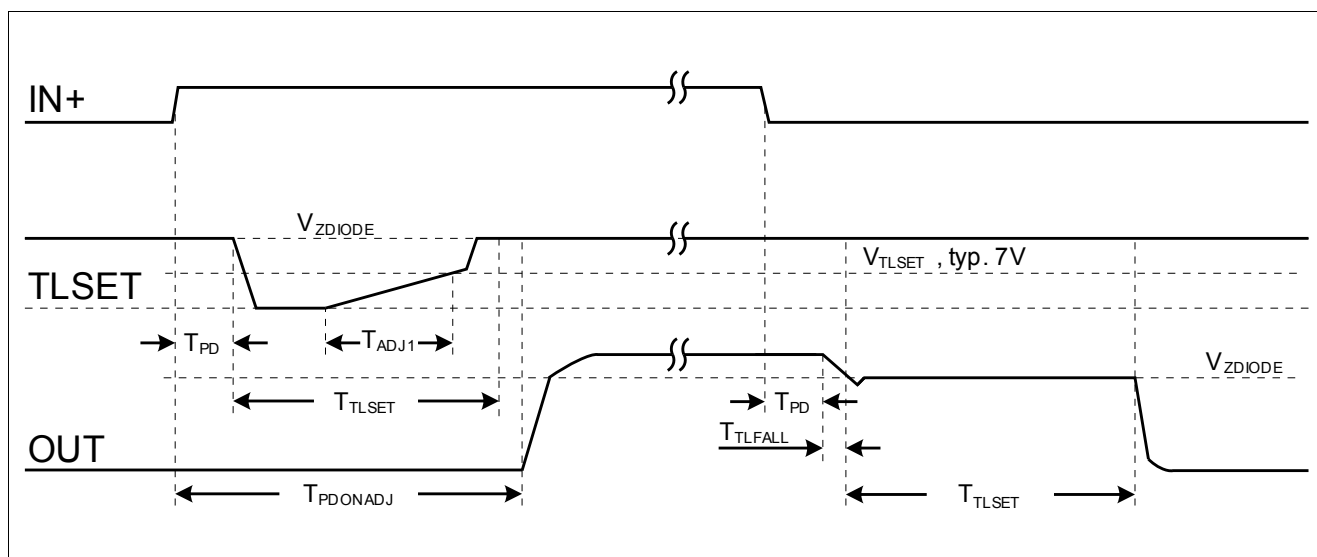 IN+
VZDIODE
VTLSET , typ. 7V
TLSET
TPD
TADJ1
VZDIODE
TTLSET
TPD
TTLFALL
OUT
TPDONADJ
TTLSET